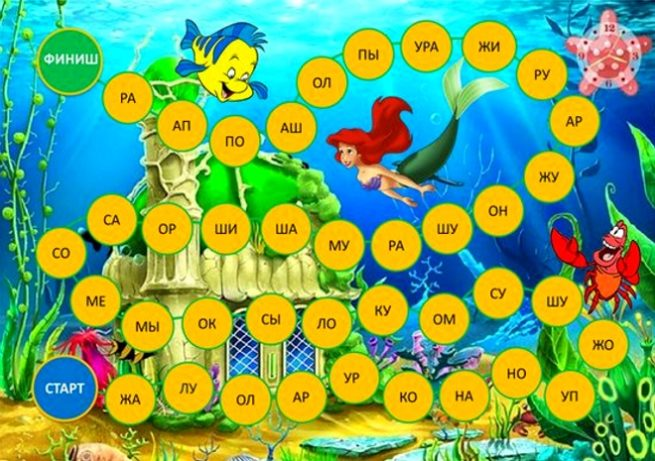 СТАРТ
ЖА
ЛУ
ОЛ
АР
УР
КО
НА
НО
УП
ЖО
ШУ
СУ
ОМ
КУ
ЛО
СЫ
ОК
МЫ
МЕ
СО
СА
ОР
ШИ
ША
МУ
РА
ШУ
ОН
ЖУ
АР
РУ
ЖИ
УРА
ПЫ
ОЛ
АШ
ПО
АП
РА
ФИНИШ
12